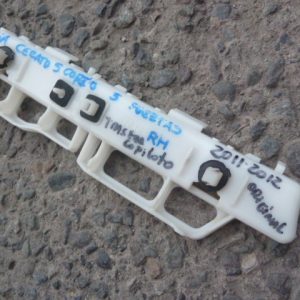 CERATO 5 CORTO 5 PUERTAS
TRASERO RH
COPILOTO
2011-2012
ORIGINAL